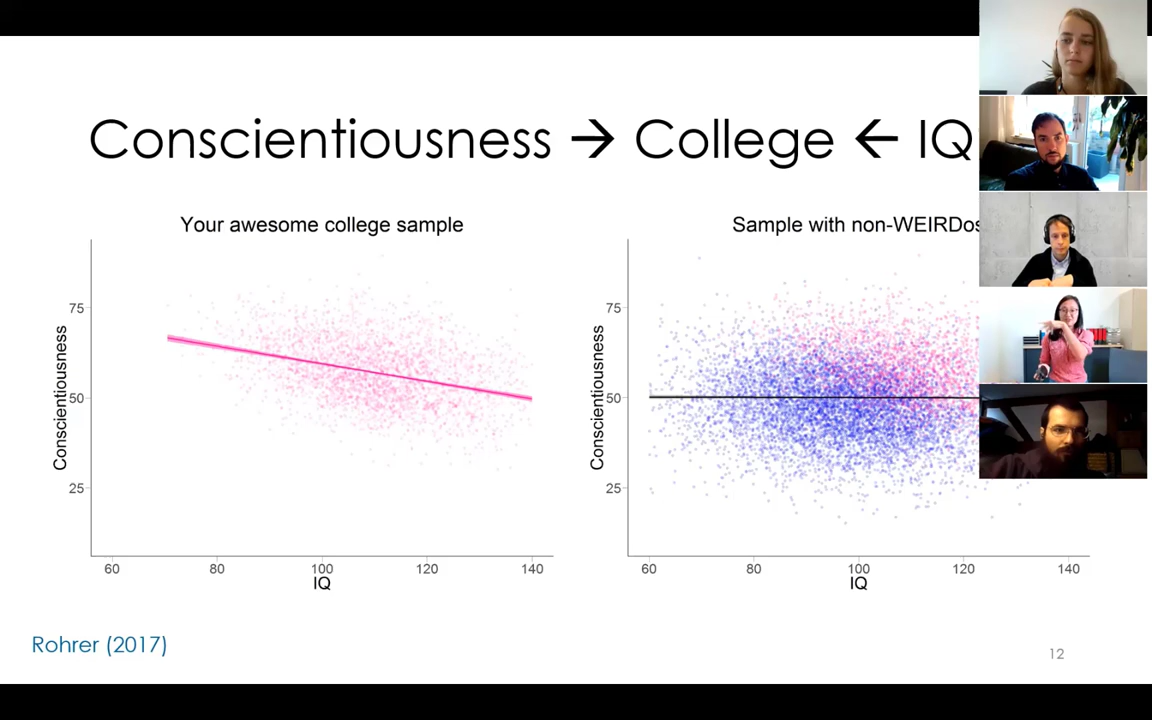 Conscientiousness → College ← IQ
Your awesome college sample
Sample with non-WEIRDos
75
50
25
Conscientiousness
60 80 100 120 140
IQ
75
50
25
Conscientiousness
60 80 100 120 140
IQ
Rohrer (2017)
12